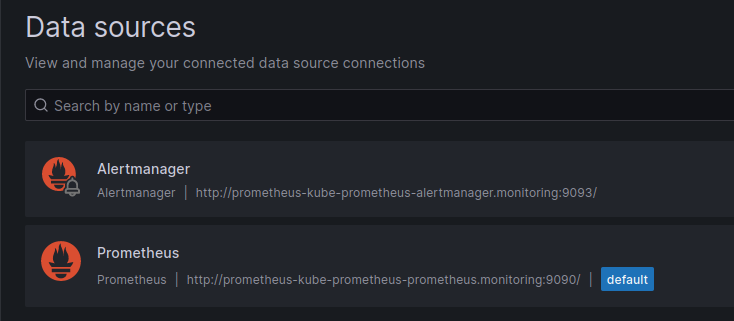 Data sources
View and manage your connected data source connections
Search by name or type
Alertmanager
Alertmanager | http://prometheus-kube-prometheus-alertmanager.monitoring:9093/
Prometheus
Prometheus | http://prometheus-kube-prometheus-prometheus.monitoring:9090/ | default